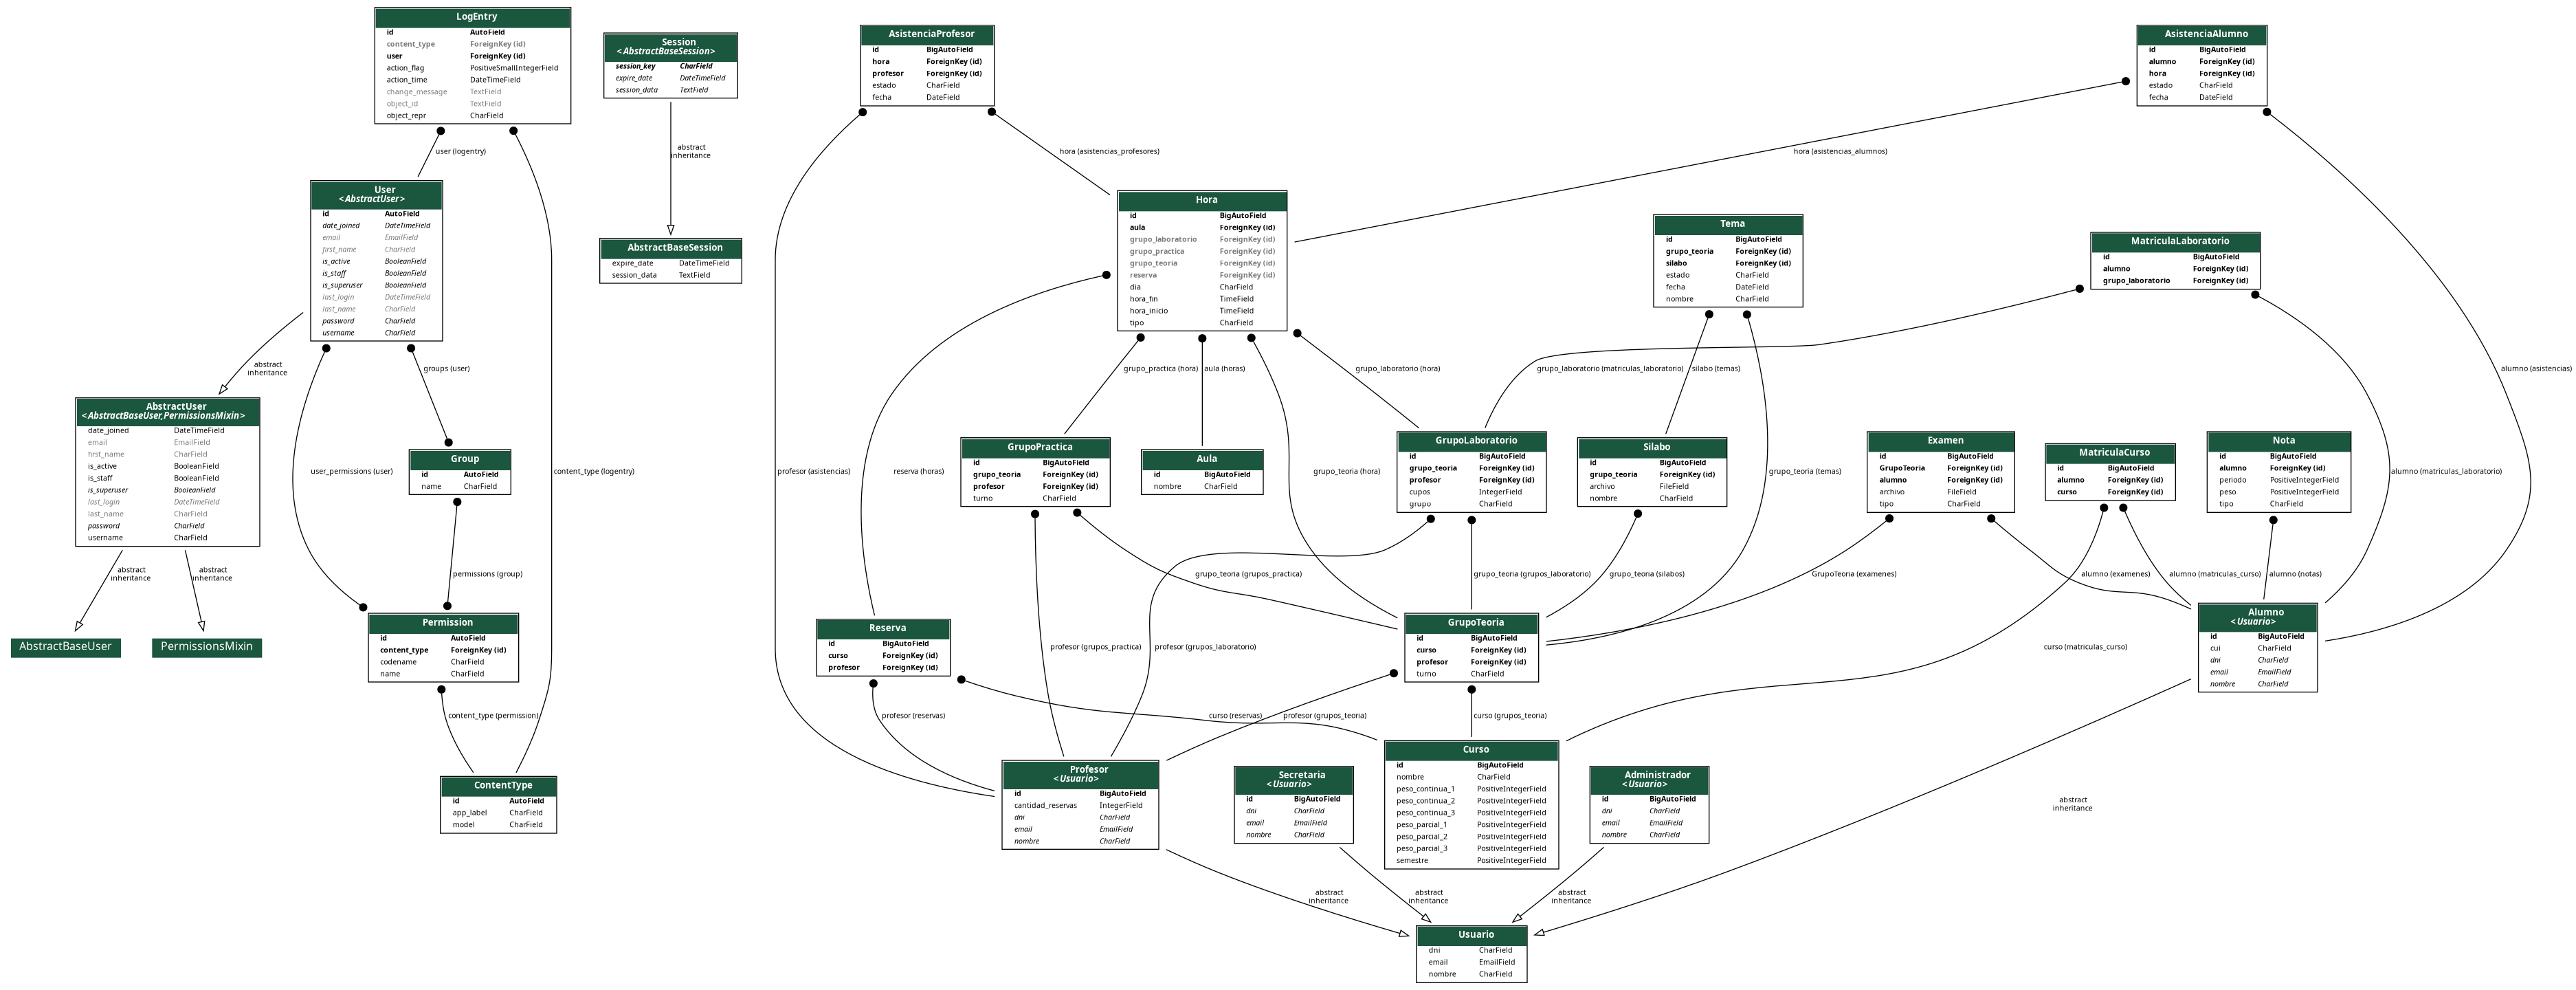 LogEntry
id AutoField
content_type ForeignKey (id)
user ForeignKey (id)
action_flag PositiveSmallIntegerField
action_time DateTimeField
change_message TextField
object_id TextField
object_repr CharField
Session
<AbstractBaseSession>
session_key CharField
expire_date DateTimeField
session_data TextField
AsistenciaProfesor
id BigAutoField
hora ForeignKey (id)
profesor ForeignKey (id)
estado CharField
fecha DateField
AsistenciaAlumno
id BigAutoField
alumno ForeignKey (id)
hora ForeignKey (id)
estado CharField
fecha DateField
user (logentry)
abstract
inheritance
hora (asistencias_profesores)
hora (asistencias_alumnos)
User
<AbstractUser>
id AutoField
date_joined DateTimeField
email EmailField
first_name CharField
is_active BooleanField
is_staff BooleanField
is_superuser BooleanField
last_login DateTimeField
last_name CharField
password CharField
username CharField
AbstractBaseSession
expire_date DateTimeField
session_data TextField
Hora
id BigAutoField
aula ForeignKey (id)
grupo_laboratorio ForeignKey (id)
grupo_practica ForeignKey (id)
grupo_teoria ForeignKey (id)
reserva ForeignKey (id)
dia CharField
hora_fin TimeField
hora_inicio TimeField
tipo CharField
Tema
id BigAutoField
grupo_teoria ForeignKey (id)
silabo ForeignKey (id)
estado CharField
fecha DateField
nombre CharField
MatriculaLaboratorio
id BigAutoField
alumno ForeignKey (id)
grupo_laboratorio ForeignKey (id)
abstract
inheritance
groups (user)
grupo_practica (hora)
aula (horas)
grupo_laboratorio (hora)
grupo_laboratorio (matriculas_laboratorio)
silabo (temas)
alumno (asistencias)
AbstractUser
<AbstractBaseUser,PermissionsMixin>
date_joined DateTimeField
email EmailField
first_name CharField
is_active BooleanField
is_staff BooleanField
is_superuser BooleanField
last_login DateTimeField
last_name CharField
password CharField
username CharField
user_permissions (user)
Group
id AutoField
name CharField
content_type (logentry)
profesor (asistencias)
reserva (horas)
GrupoPractica
id BigAutoField
grupo_teoria ForeignKey (id)
profesor ForeignKey (id)
turno CharField
Aula
id BigAutoField
nombre CharField
grupo_teoria (hora)
GrupoLaboratorio
id BigAutoField
grupo_teoria ForeignKey (id)
profesor ForeignKey (id)
cupos IntegerField
grupo CharField
Silabo
id BigAutoField
grupo_teoria ForeignKey (id)
archivo FileField
nombre CharField
grupo_teoria (temas)
Examen
id BigAutoField
GrupoTeoria ForeignKey (id)
alumno ForeignKey (id)
archivo FileField
tipo CharField
MatriculaCurso
id BigAutoField
alumno ForeignKey (id)
curso ForeignKey (id)
Nota
id BigAutoField
alumno ForeignKey (id)
periodo PositiveIntegerField
peso PositiveIntegerField
tipo CharField
alumno (matriculas_laboratorio)
abstract
inheritance
abstract
inheritance
permissions (group)
grupo_teoria (grupos_practica)
grupo_teoria (grupos_laboratorio)
grupo_teoria (silabos)
GrupoTeoria (examenes)
alumno (examenes)
alumno (matriculas_curso)
alumno (notas)
AbstractBaseUser
PermissionsMixin
Permission
id AutoField
content_type ForeignKey (id)
codename CharField
name CharField
Reserva
id BigAutoField
curso ForeignKey (id)
profesor ForeignKey (id)
profesor (grupos_practica)
profesor (grupos_laboratorio)
GrupoTeoria
id BigAutoField
curso ForeignKey (id)
profesor ForeignKey (id)
turno CharField
curso (matriculas_curso)
Alumno
<Usuario>
id BigAutoField
cui CharField
dni CharField
email EmailField
nombre CharField
content_type (permission)
profesor (reservas)
curso (reservas)
profesor (grupos_teoria)
curso (grupos_teoria)
ContentType
id AutoField
app_label CharField
model CharField
Profesor
<Usuario>
id BigAutoField
cantidad_reservas IntegerField
dni CharField
email EmailField
nombre CharField
Secretaria
<Usuario>
id BigAutoField
dni CharField
email EmailField
nombre CharField
Curso
id BigAutoField
nombre CharField
peso_continua_1 PositiveIntegerField
peso_continua_2 PositiveIntegerField
peso_continua_3 PositiveIntegerField
peso_parcial_1 PositiveIntegerField
peso_parcial_2 PositiveIntegerField
peso_parcial_3 PositiveIntegerField
semestre PositiveIntegerField
Administrador
<Usuario>
id BigAutoField
dni CharField
email EmailField
nombre CharField
abstract
inheritance
abstract
inheritance
abstract
inheritance
abstract
inheritance
Usuario
dni CharField
email EmailField
nombre CharField